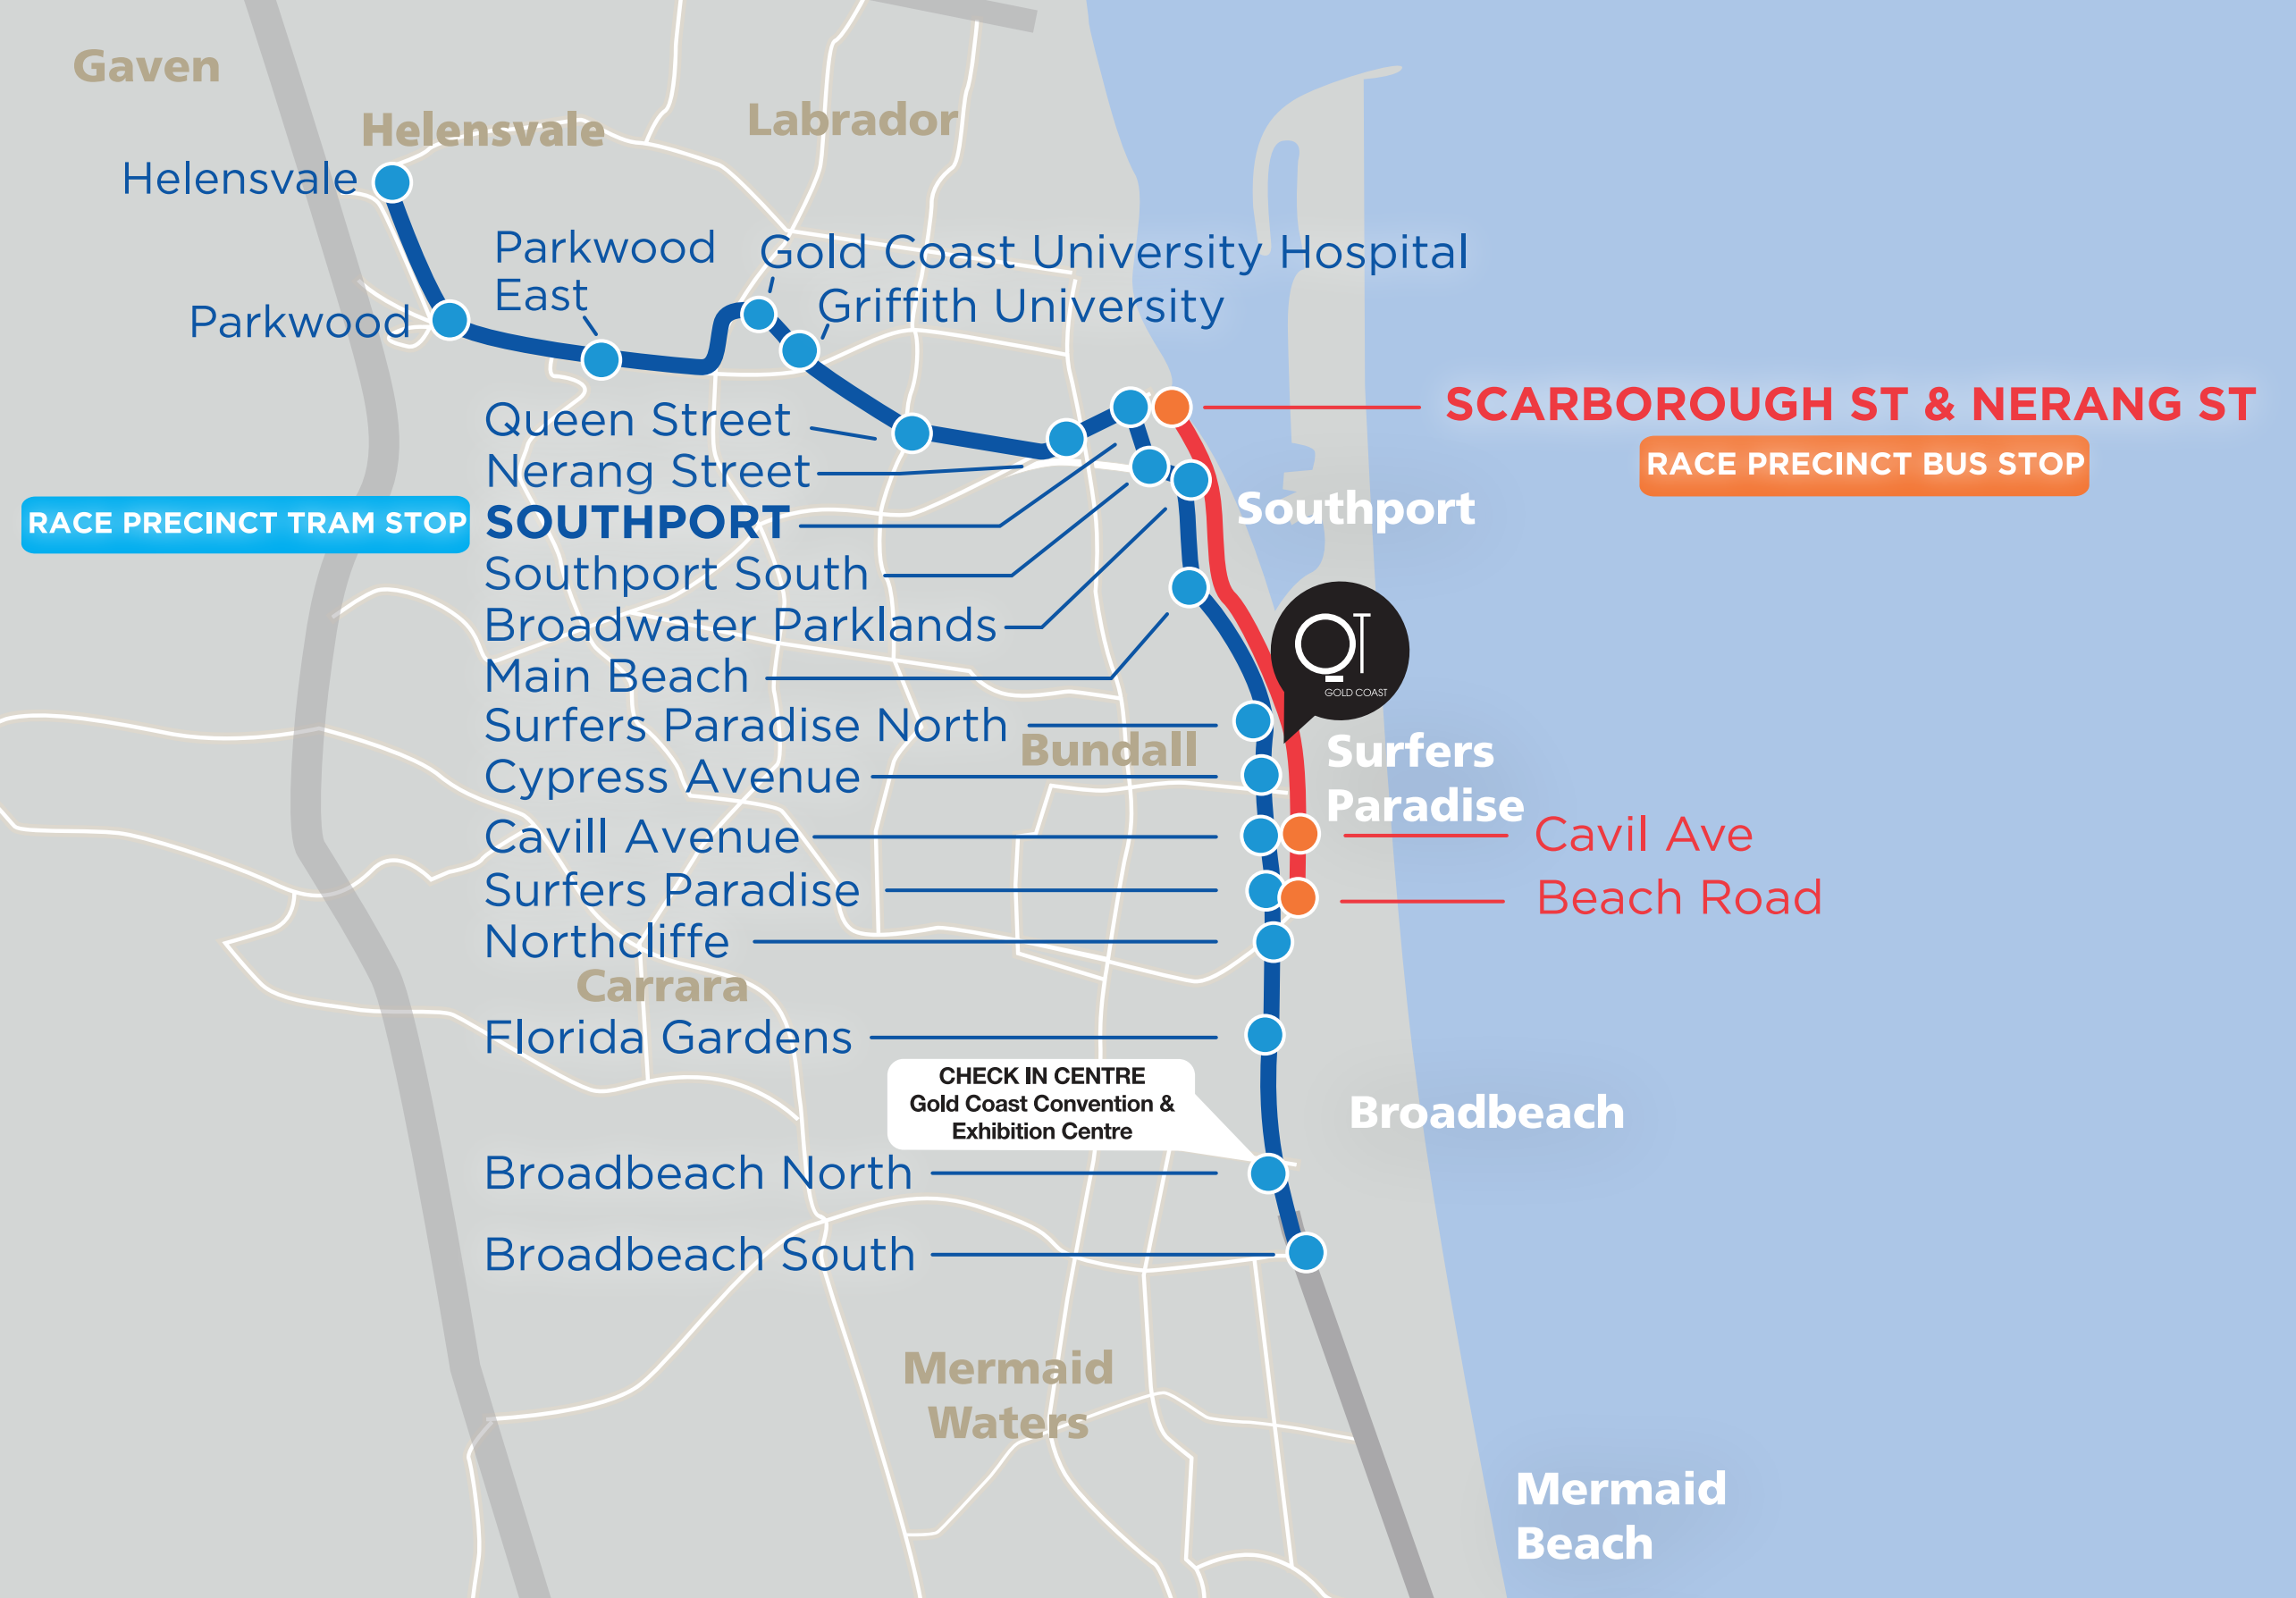 Gaven
Helensvale
Labrador
Helensvale
Parkwood
East
Gold Coast University Hospital
Griffith University
Parkwood
SCARBOROUGH ST & NERANG ST
RACE PRECINCT BUS STOP
Queen Street
Nerang Street
RACE PRECINCT TRAM STOP
SOUTHPORT
Southport
Southport South
Broadwater Parklands
Main Beach
QT
GOLD COAST
Surfers Paradise North
Bundall
Surfers
Paradise
Cypress Avenue
Cavill Avenue
Cavil Ave
Surfers Paradise
Beach Road
Northcliffe
Carrara
Florida Gardens
CHECK IN CENTRE
Gold Coast Convention &
Exhibition Centre
Broadbeach
Broadbeach North
Broadbeach South
Mermaid
Waters
Mermaid
Beach